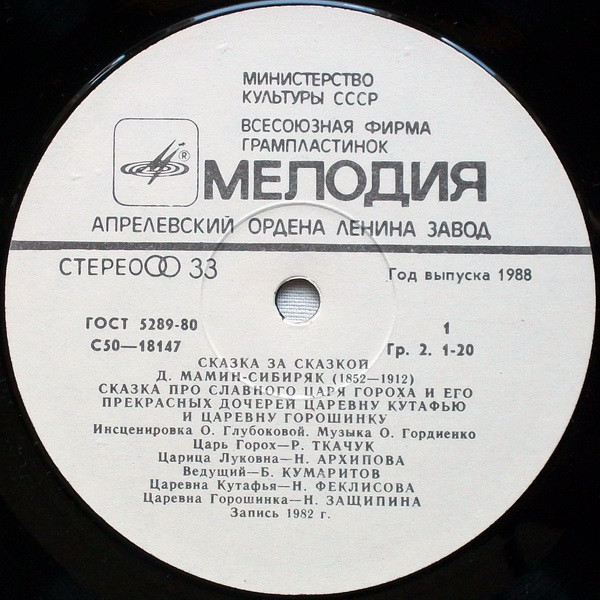 МИНИСТЕРСТВО
КУЛЬТУРЫ СССР
ВСЕСОЮЗНАЯ ФИРМА
ГРАМПЛАСТИНОК
®
МЕЛОДИЯ
АПРЕЛЕВСКИЙ ОРДЕНА ЛЕНИНА ЗАВОД
СТЕРЕО 33
Год выпуска 1988
ГОСТ 5289-80
1
С50—18147
Гр. 2. 1-20
СКАЗКА ЗА СКАЗКОЙ
Д. МАМИН-СИБИРЯК (1852—1912)
СКАЗКА ПРО СЛАВНОГО ЦАРЯ ГОРОХА И ЕГО
ПРЕКРАСНЫХ ДОЧЕРЕЙ ЦАРЕВНУ КУТАФЬЮ
И ЦАРЕВНУ ГОРОШИНКУ
Инсценировка О. Глубоковой. Музыка О. Гордиенко
Царь Горох—Р. ТКАЧУК
Царица Луковна—Н. АРХИПОВА
Ведущий—Б. КУМАРИТОВ
Царевна Кутафья—Н. ФЕКЛИСОВА
Царевна Горошинка—Н. ЗАЩИПИНА
Запись 1982 г.